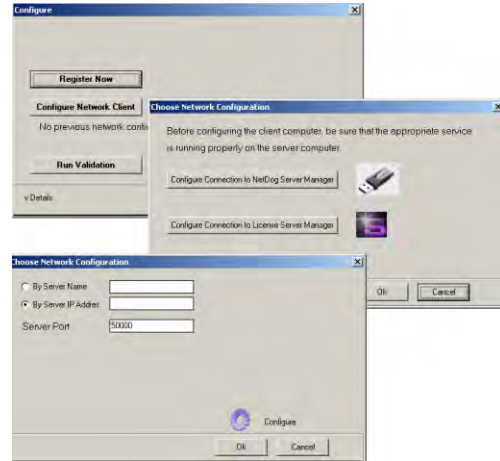 Configure
Register Now
Configure Network Client
No previous network confi
Run Validation
v Details
Choose Network Configuration
Before configuring the client computer, be sure that the appropriate service
is running properly on the server computer.
Configure Connection to NetDog Server Manager
Configure Connection to License Server Manager
Ok
Cancel
Choose Network Configuration
By Server Name
By Server IP Addres
Server Port
50000
Configure
Ok
Cancel